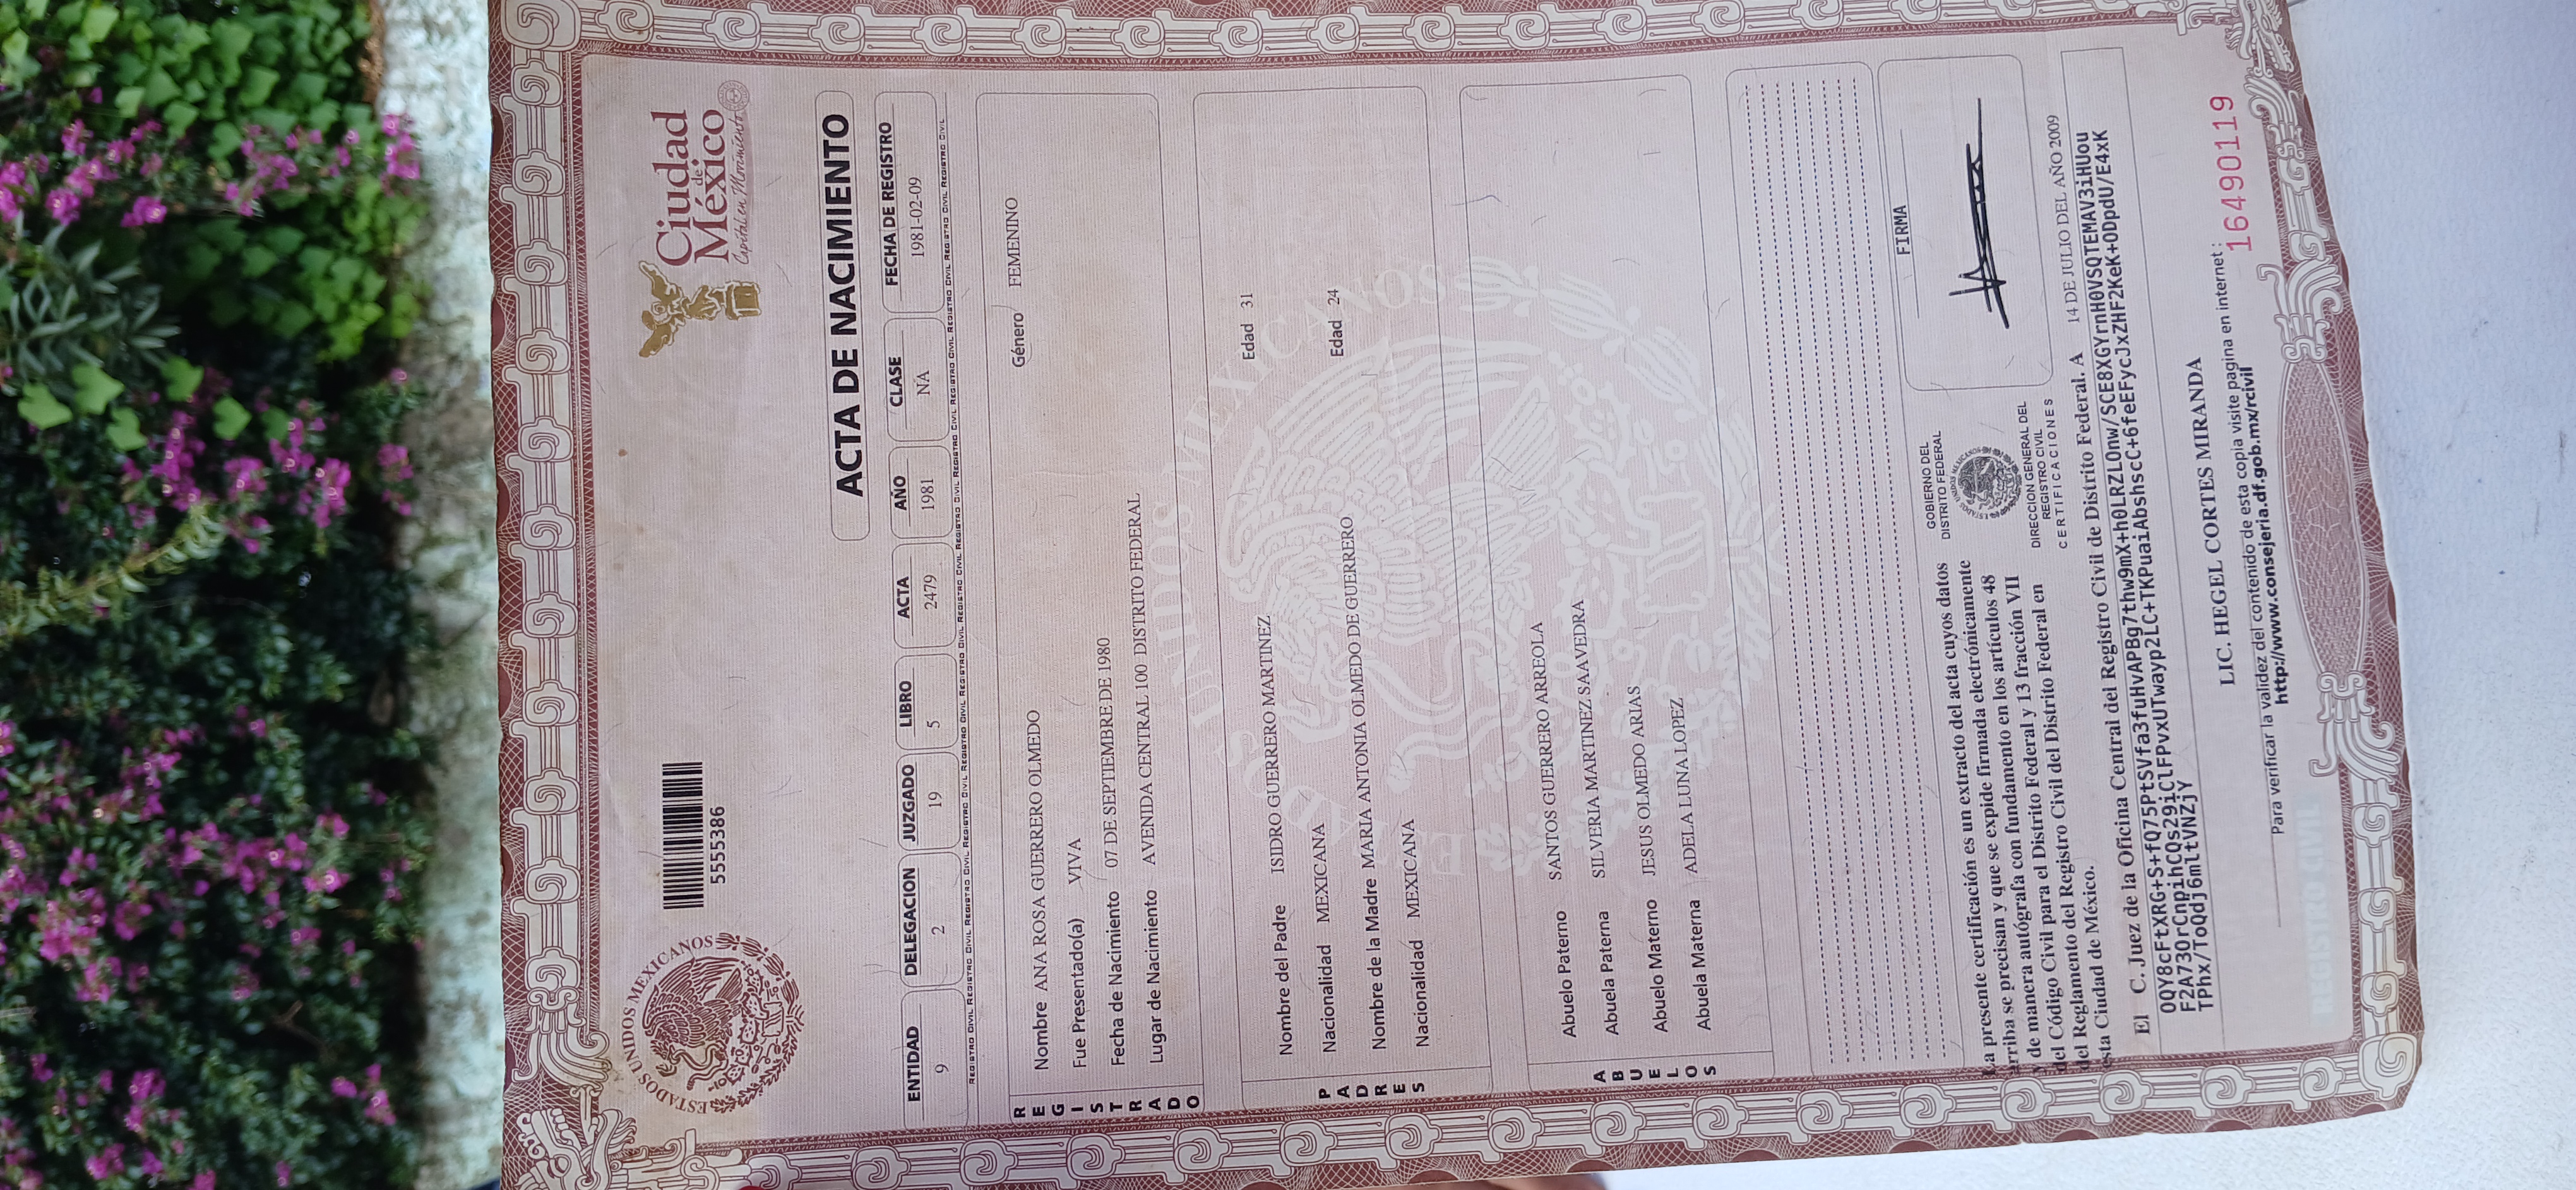 ESTADOS UNIDOS MEXICANOS
5555386
Ciudad
de
México
Capital en Movimiento
ACTA DE NACIMIENTO
ENTIDAD DELEGACION JUZGADO LIBRO ACTA AÑO CLASE FECHA DE REGISTRO
9 2 19 5 2479 1981 NA 1981-02-09
REGISTRADO
Nombre ANA ROSA GUERRERO OLMEDO Género FEMENINO
Fue Presentado(a) VIVA
Fecha de Nacimiento 07 DE SEPTIEMBRE DE 1980
Lugar de Nacimiento AVENIDA CENTRAL 100 DISTRITO FEDERAL
PADRES
Nombre del Padre ISIDRO GUERRERO MARTINEZ Edad 31
Nacionalidad MEXICANA
Nombre de la Madre MARIA ANTONIA OLMEDO DE GUERRERO Edad 24
Nacionalidad MEXICANA
ABUELOS
Abuelo Paterno SANTOS GUERRERO ARREOLA
Abuela Paterna SILVERIA MARTINEZ SAAVEDRA
Abuelo Materno JESUS OLMEDO ARIAS
Abuela Materna ADELA LUNA LOPEZ
La presente certificación es un extracto del acta cuyos datos
arriba se precisan y que se expide firmada electrónicamente
y de manera autógrafa con fundamento en los artículos 48
del Código Civil para el Distrito Federal y 13 fracción VII
del Reglamento del Registro Civil del Distrito Federal en
esta Ciudad de México.
GOBIERNO DEL
DISTRITO FEDERAL
DIRECCION GENERAL DEL
REGISTRO CIVIL
CERTIFICACIONES
FIRMA
El C. Juez de la Oficina Central del Registro Civil de Distrito Federal. A 14 DE JULIO DEL AÑO 2009
LIC. HEGEL CORTES MIRANDA
Para verificar la validez del contenido de esta copia visite pagina en internet:
http://www.consejeria.df.gob.mx/rcivil
16490119